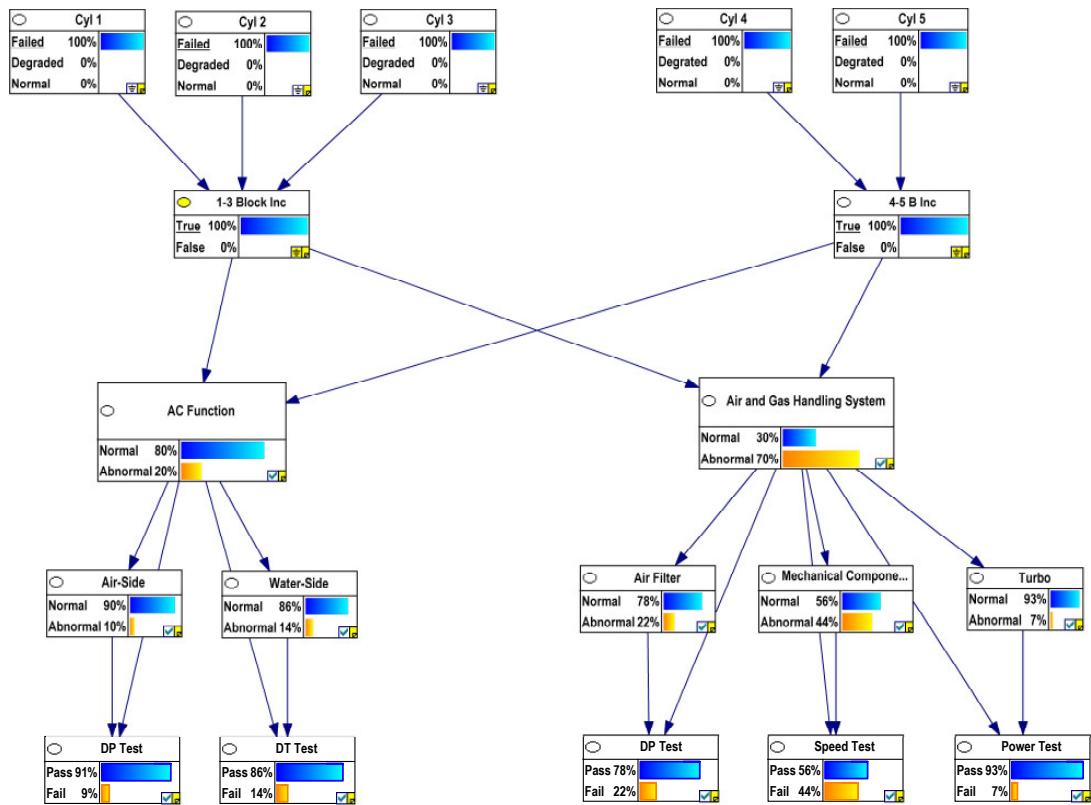 Cyl 1
Failed 100%
Degraded 0%
Normal 0%
Cyl 2
Failed 100%
Degraded 0%
Normal 0%
Cyl 3
Failed 100%
Degraded 0%
Normal 0%
Cyl 4
Failed 100%
Degrated 0%
Normal 0%
Cyl 5
Failed 100%
Degrated 0%
Normal 0%
1-3 Block Inc
True 100%
False 0%
4-5 B Inc
True 100%
False 0%
AC Function
Normal 80%
Abnormal 20%
Air and Gas Handling System
Normal 30%
Abnormal 70%
Air-Side
Normal 90%
Abnormal 10%
Water-Side
Normal 86%
Abnormal 14%
Air Filter
Normal 78%
Abnormal 22%
Mechanical Compone...
Normal 56%
Abnormal 44%
Turbo
Normal 93%
Abnormal 7%
DP Test
Pass 91%
Fail 9%
DT Test
Pass 86%
Fail 14%
DP Test
Pass 78%
Fail 22%
Speed Test
Pass 56%
Fail 44%
Power Test
Pass 93%
Fail 7%